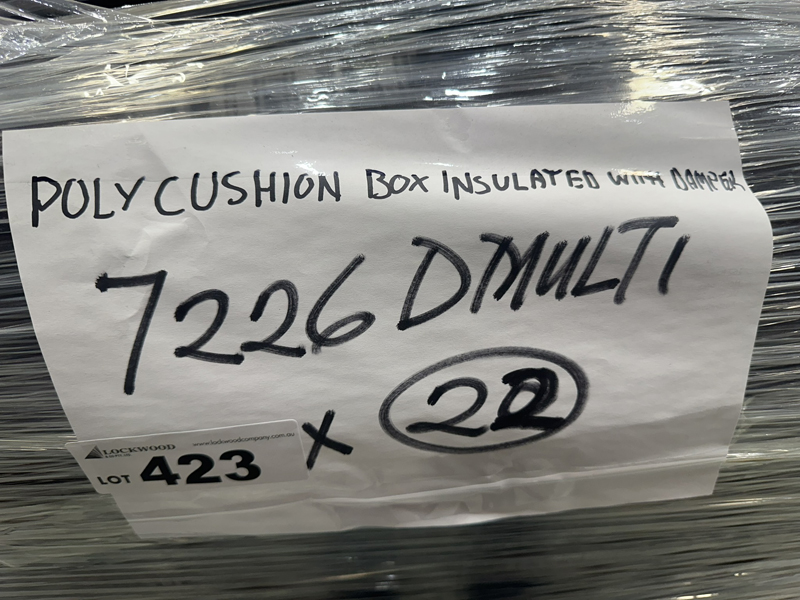 POLY CUSHION BOX INSULATED WITH DAMPER
7226 DMULTI
X 22
LOCKWOOD www.lockwoodcompany.com.au
LOT 423